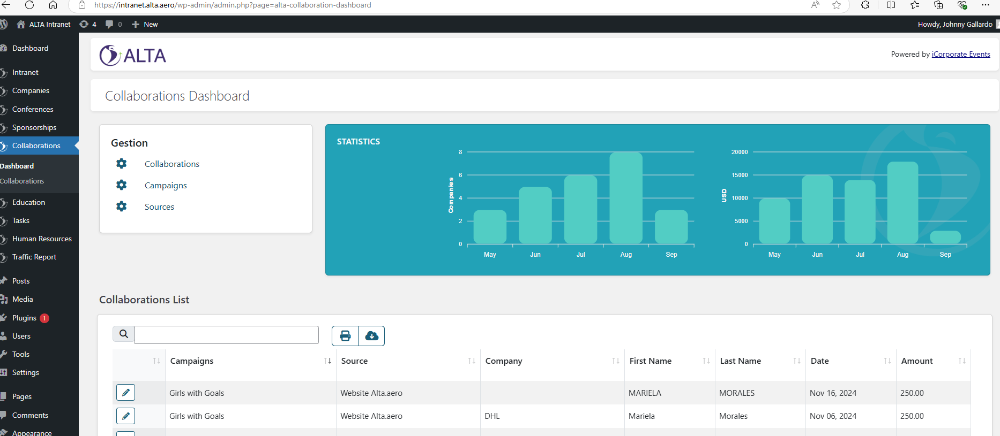 https://intranet.alta.aero/wp-admin/admin.php?page=alta-collaboration-dashboard
ALTA Intranet 4 0 New
Howdy, Johnny Gallardo
Dashboard
Intranet
Companies
Conferences
Sponsorships
Collaborations
Dashboard
Collaborations
Education
Tasks
Human Resources
Traffic Report
Posts
Media
Plugins 1
Users
Tools
Settings
Pages
Comments
Appearance
ALTA
Powered by iCorporate Events
Collaborations Dashboard
Gestion
Collaborations
Campaigns
Sources
STATISTICS
Companies
8
6
4
2
0
May Jun Jul Aug Sep
USD
20000
15000
10000
5000
0
May Jun Jul Aug Sep
Collaborations List
Campaigns Source Company First Name Last Name Date Amount
Girls with Goals Website Alta.aero MARIELA MORALES Nov 16, 2024 250.00
Girls with Goals Website Alta.aero DHL Mariela Morales Nov 06, 2024 250.00